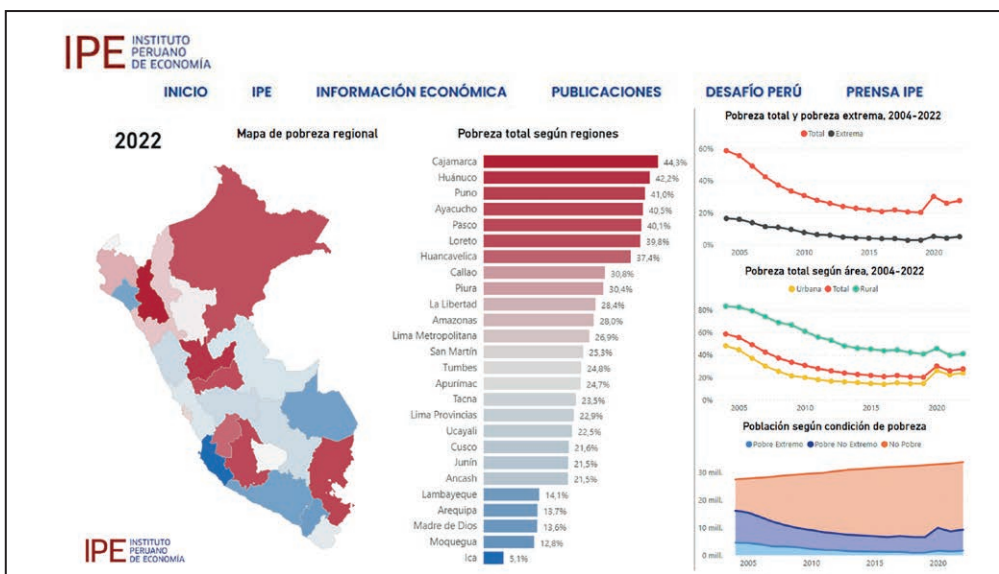 IPE INSTITUTO
PERUANO
DE ECONOMÍA
INICIO IPE INFORMACIÓN ECONÓMICA PUBLICACIONES DESAFÍO PERÚ PRENSA IPE
2022
Mapa de pobreza regional
IPE INSTITUTO
PERUANO
DE ECONOMÍA
Pobreza total según regiones
Cajamarca 44,3%
Huánuco 42,2%
Puno 41,0%
Ayacucho 40,5%
Pasco 40,1%
Loreto 39,8%
Huancavelica 37,4%
Callao 30,8%
Piura 30,4%
La Libertad 28,4%
Amazonas 28,0%
Lima Metropolitana 26,9%
San Martín 25,3%
Tumbes 24,8%
Apurímac 24,7%
Tacna 23,5%
Lima Provincias 22,9%
Ucayali 22,5%
Cusco 21,6%
Junín 21,5%
Ancash 21,5%
Lambayeque 14,1%
Arequipa 13,7%
Madre de Dios 13,6%
Moquegua 12,8%
Ica 5,1%
Pobreza total y pobreza extrema, 2004-2022
Total Extrema
60%
40%
20%
0%
2005 2010 2015 2020
Pobreza total según área, 2004-2022
Urbana Total Rural
80%
60%
40%
20%
0%
2005 2010 2015 2020
Población según condición de pobreza
Pobre Extremo Pobre No Extremo No Pobre
30 mill.
20 mill.
10 mill.
0 mill.
2005 2010 2015 2020